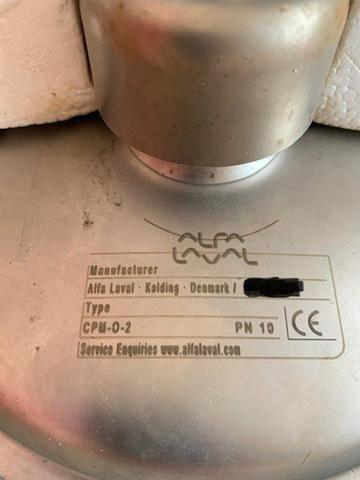 ALFA
LAVAL
Manufacturer
Alfa Laval · Kolding · Denmark /
Type
CPM-O-2 PN 10 CE
Service Enquiries www.alfalaval.com